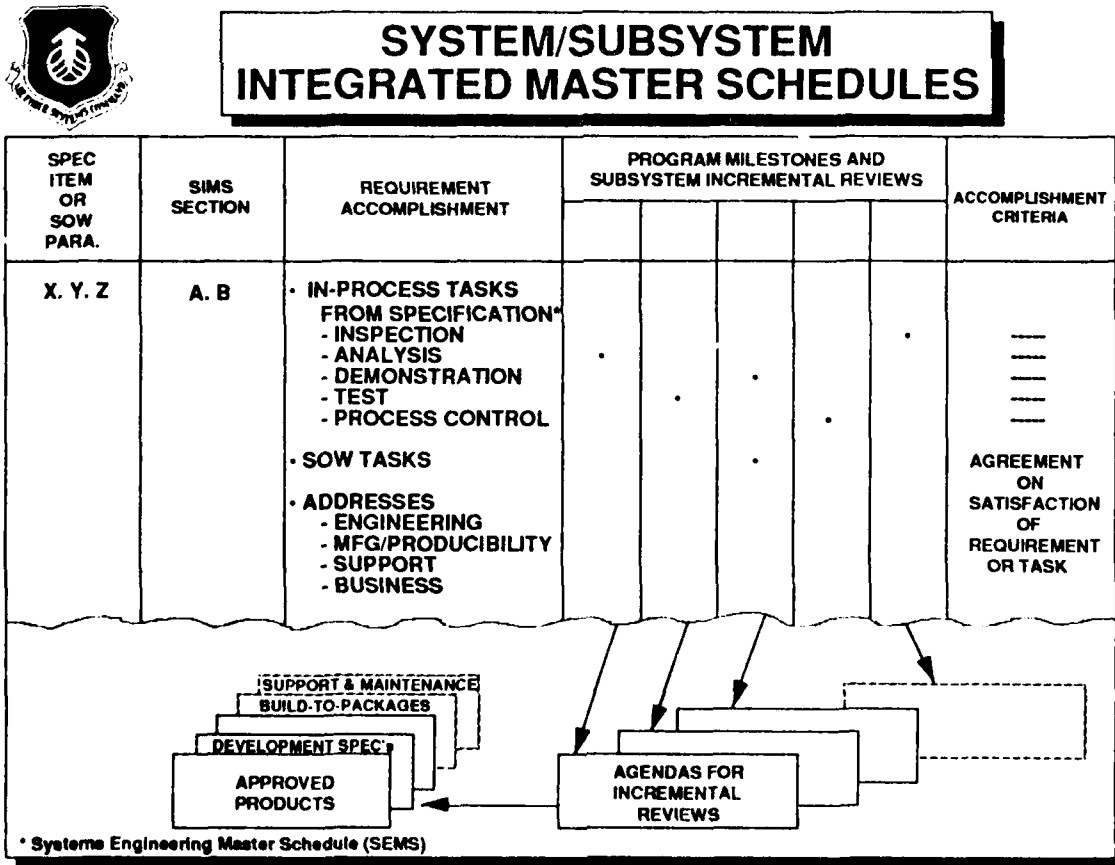 SYSTEM/SUBSYSTEM
INTEGRATED MASTER SCHEDULES
SPEC
ITEM
OR
SOW
PARA.
SIMS
SECTION
REQUIREMENT
ACCOMPLISHMENT
PROGRAM MILESTONES AND
SUBSYSTEM INCREMENTAL REVIEWS
ACCOMPLISHMENT
CRITERIA
X. Y. Z
A. B
· IN-PROCESS TASKS
FROM SPECIFICATION*
- INSPECTION
- ANALYSIS
- DEMONSTRATION
- TEST
- PROCESS CONTROL
· SOW TASKS
· ADDRESSES
- ENGINEERING
- MFG/PRODUCIBILITY
- SUPPORT
- BUSINESS
AGREEMENT
ON
SATISFACTION
OF
REQUIREMENT
OR TASK
SUPPORT & MAINTENANCE
BUILD-TO-PACKAGES
DEVELOPMENT SPEC's
APPROVED
PRODUCTS
AGENDAS FOR
INCREMENTAL
REVIEWS
* Systems Engineering Master Schedule (SEMS)